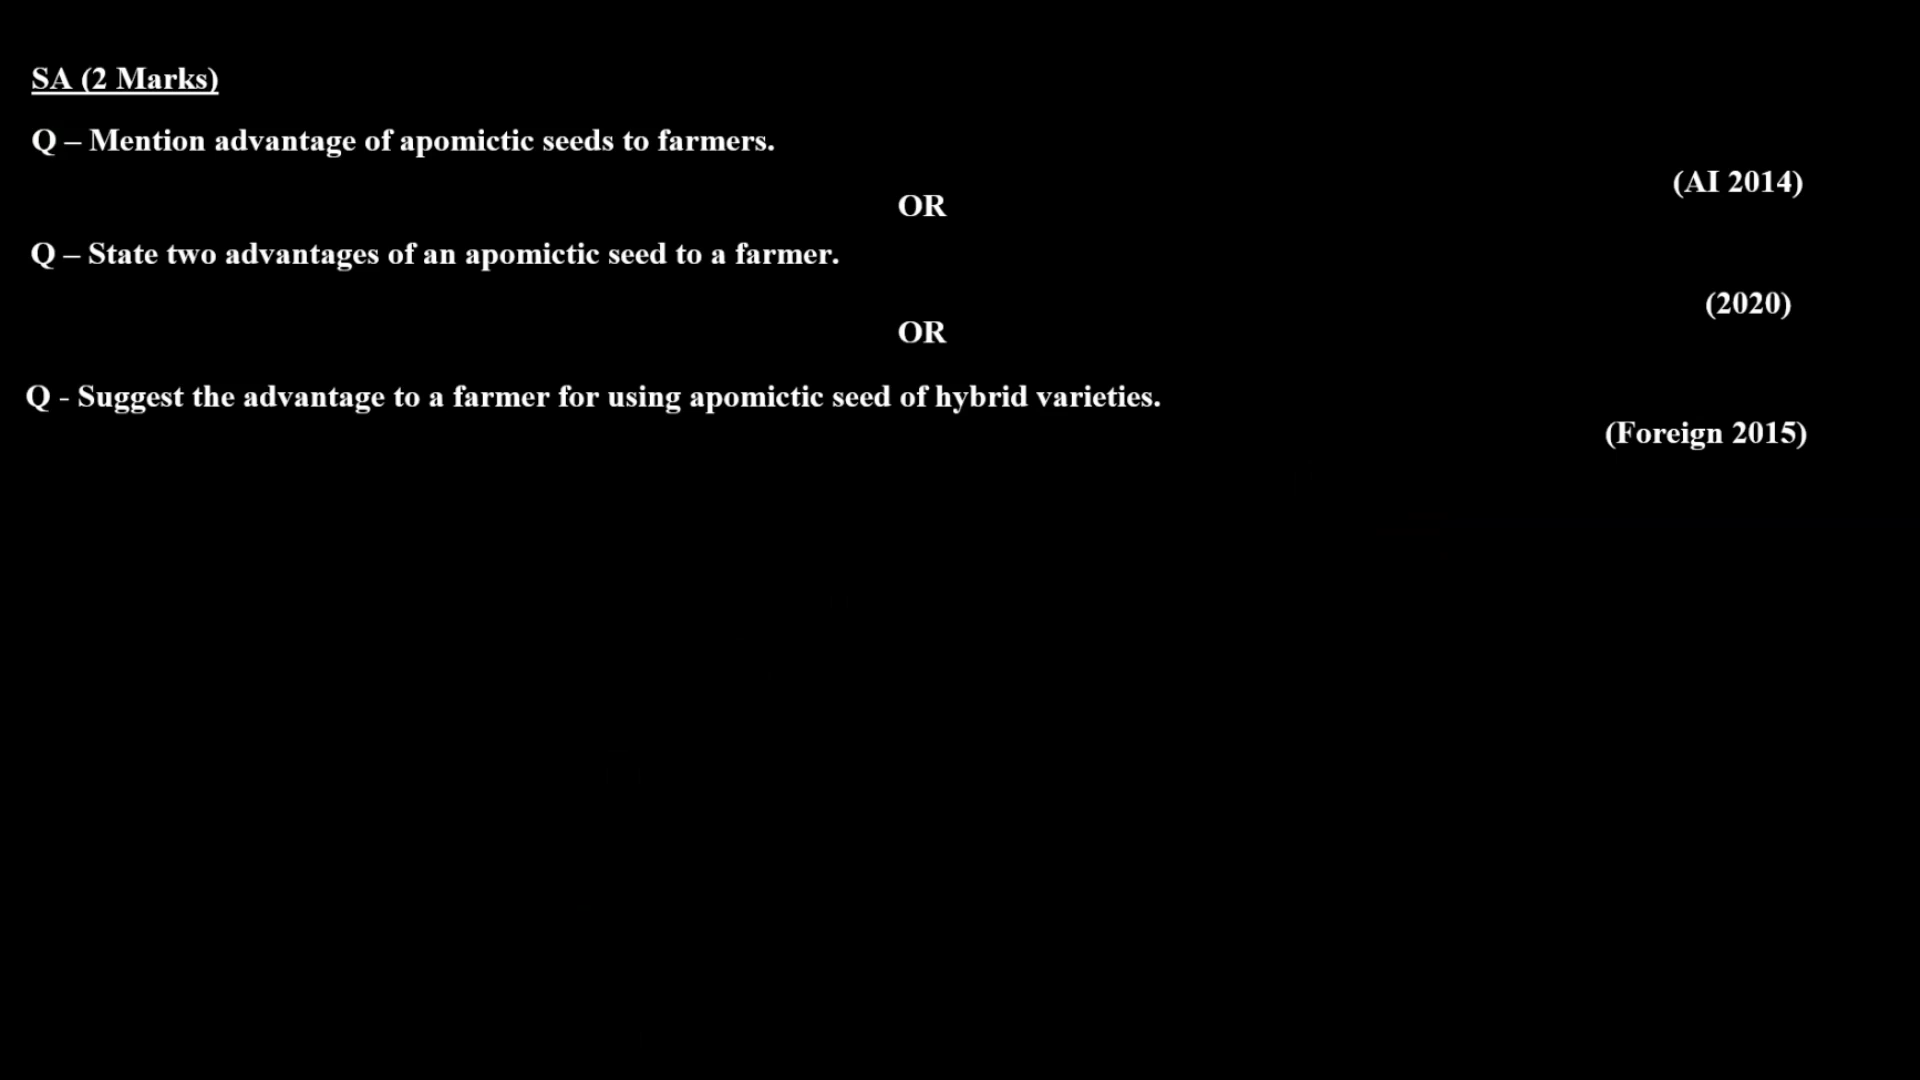 SA (2 Marks)
Q – Mention advantage of apomictic seeds to farmers.
(AI 2014)
OR
Q – State two advantages of an apomictic seed to a farmer.
(2020)
OR
Q - Suggest the advantage to a farmer for using apomictic seed of hybrid varieties.
(Foreign 2015)